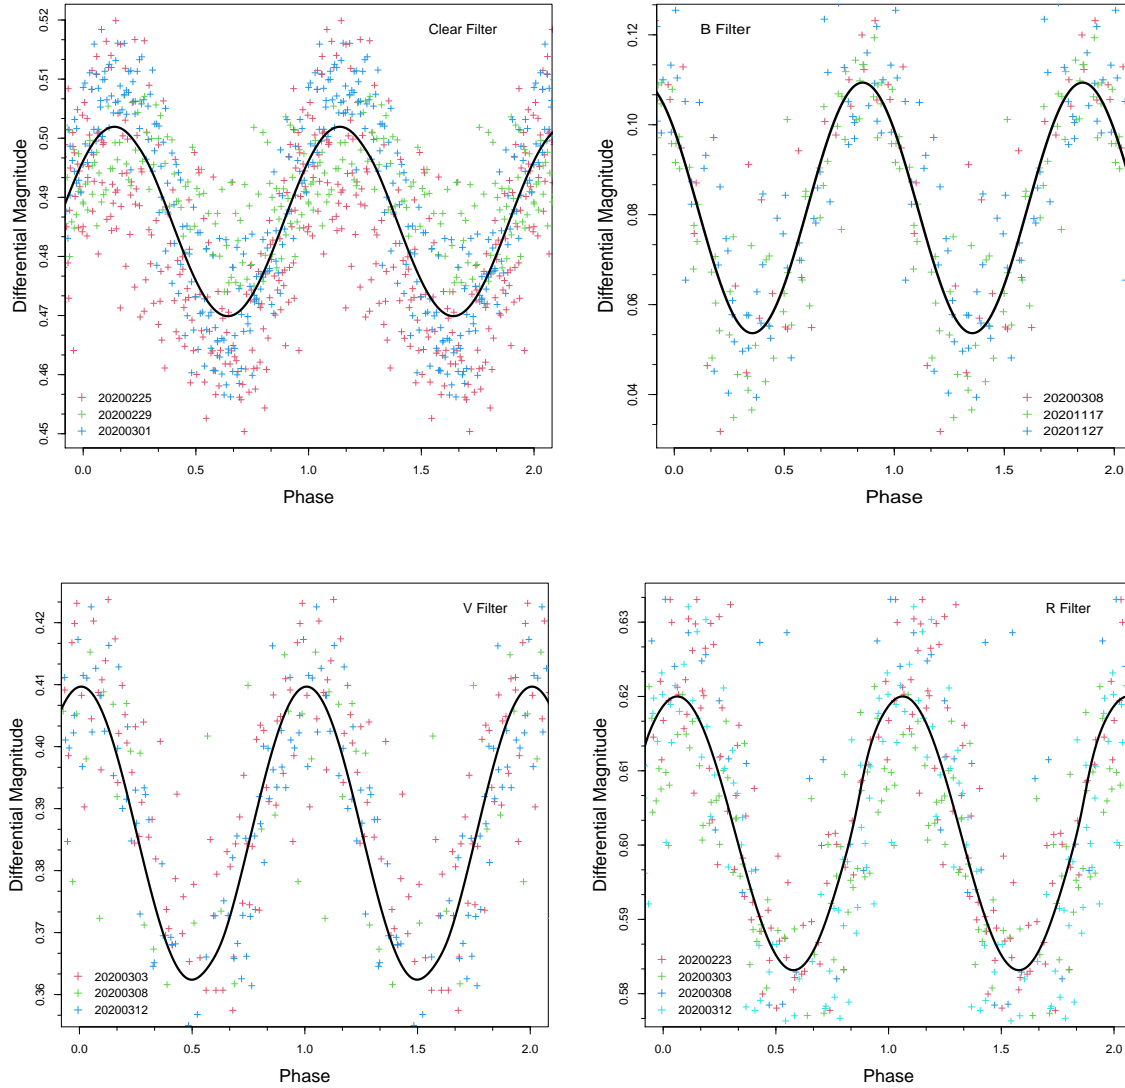 Clear Filter
Differential Magnitude
0.52
0.51
0.50
0.49
0.48
0.47
0.46
0.45
20200225
20200229
20200301
0.0 0.5 1.0 1.5 2.0
Phase
B Filter
Differential Magnitude
0.12
0.10
0.08
0.06
0.04
20200308
20201117
20201127
0.0 0.5 1.0 1.5 2.0
Phase
V Filter
Differential Magnitude
0.42
0.41
0.40
0.39
0.38
0.37
0.36
20200303
20200308
20200312
0.0 0.5 1.0 1.5 2.0
Phase
R Filter
Differential Magnitude
0.63
0.62
0.61
0.60
0.59
0.58
20200223
20200303
20200308
20200312
0.0 0.5 1.0 1.5 2.0
Phase